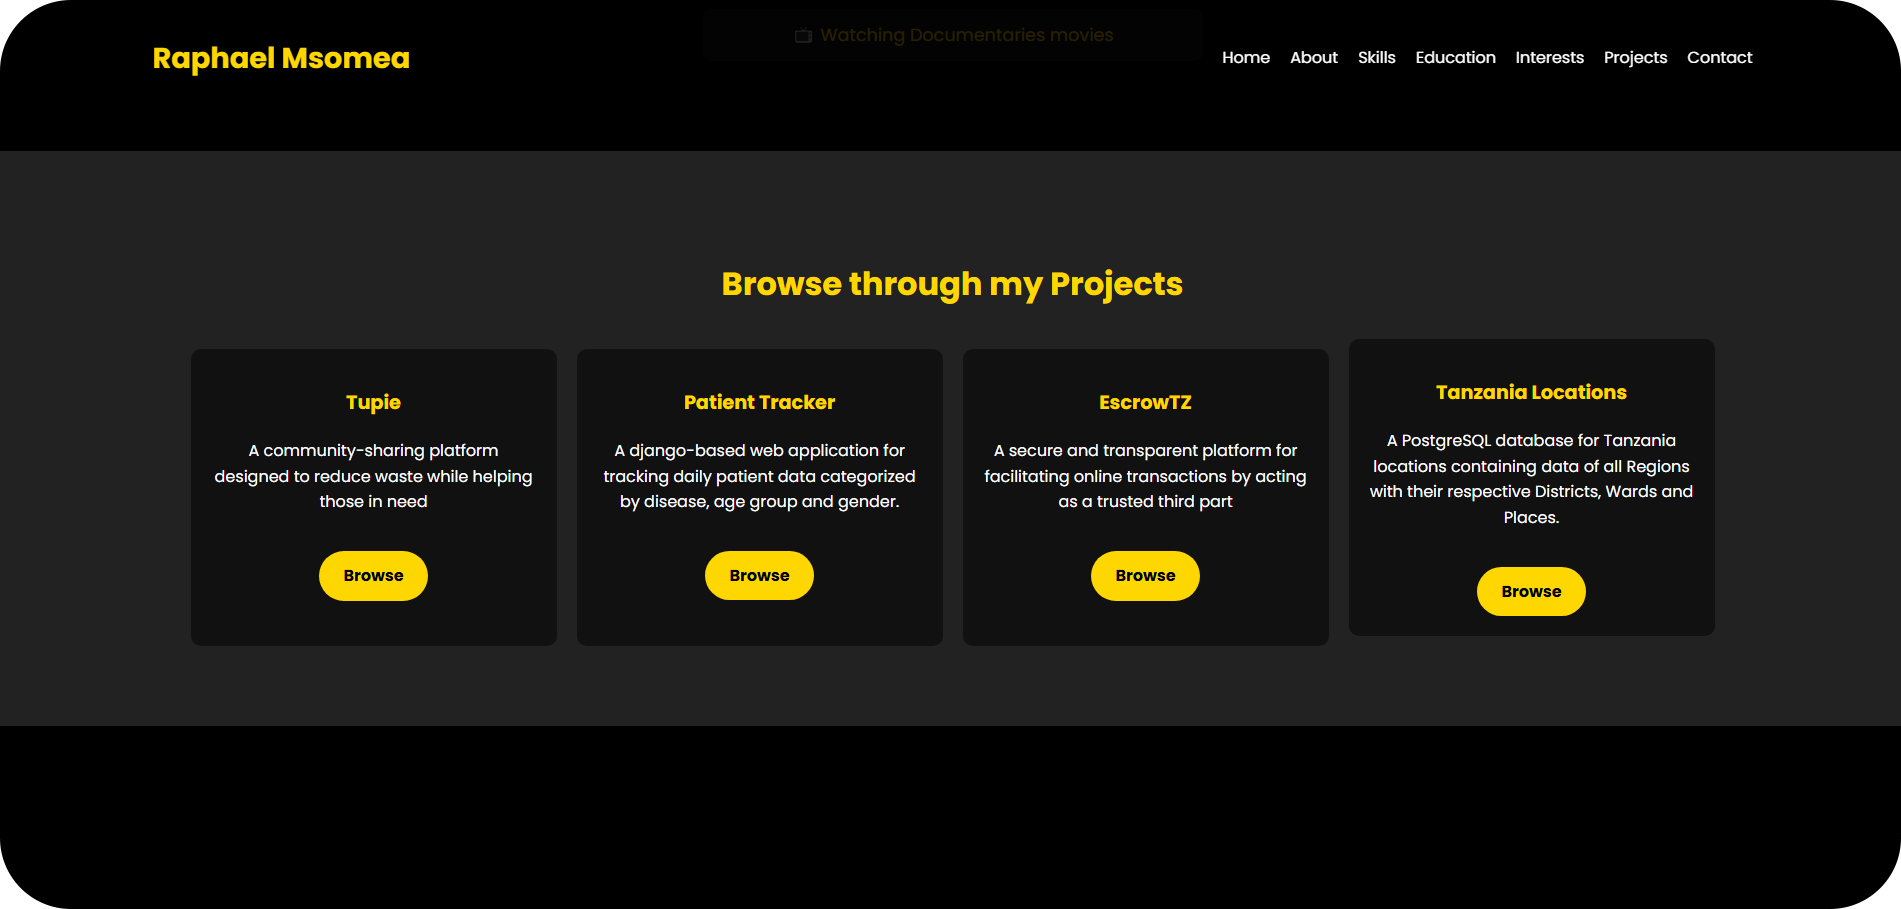 📺 Watching Documentaries movies
Raphael Msomea
Home About Skills Education Interests Projects Contact
Browse through my Projects
Tupie
A community-sharing platform
designed to reduce waste while helping
those in need
Browse
Patient Tracker
A django-based web application for
tracking daily patient data categorized
by disease, age group and gender.
Browse
EscrowTZ
A secure and transparent platform for
facilitating online transactions by acting
as a trusted third part
Browse
Tanzania Locations
A PostgreSQL database for Tanzania
locations containing data of all Regions
with their respective Districts, Wards and
Places.
Browse